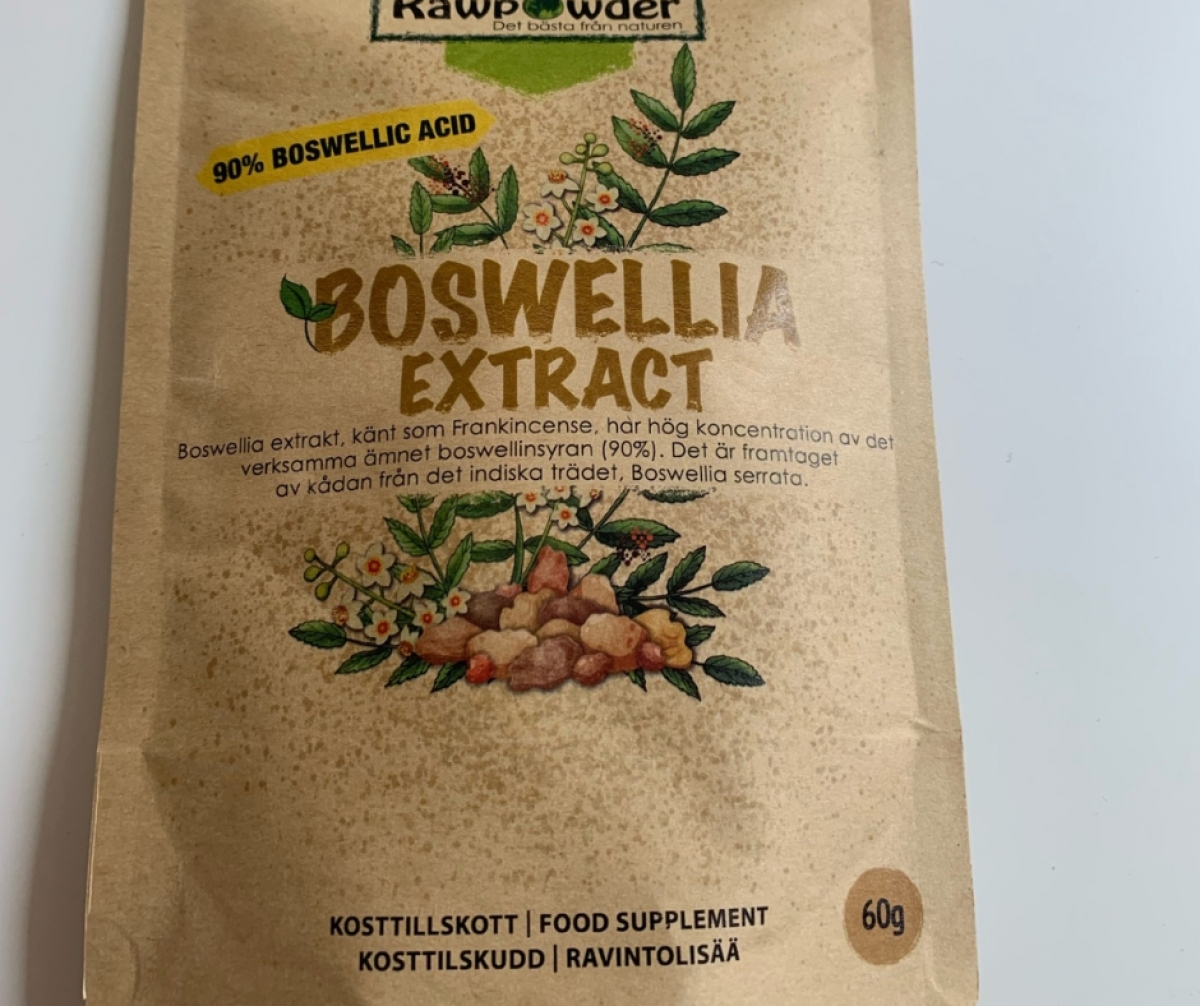 Rawpowder
Det bästa från naturen
90% BOSWELLIC ACID
BOSWELLIA
EXTRACT
Boswellia extrakt, känt som Frankincense, har hög koncentration av det
verksamma ämnet boswellinsyran (90%). Det är framtaget
av kådan från det indiska trädet, Boswellia serrata.
KOSTTILLSKOTT | FOOD SUPPLEMENT
KOSTTILSKUDD | RAVINTOLISÄÄ
60g